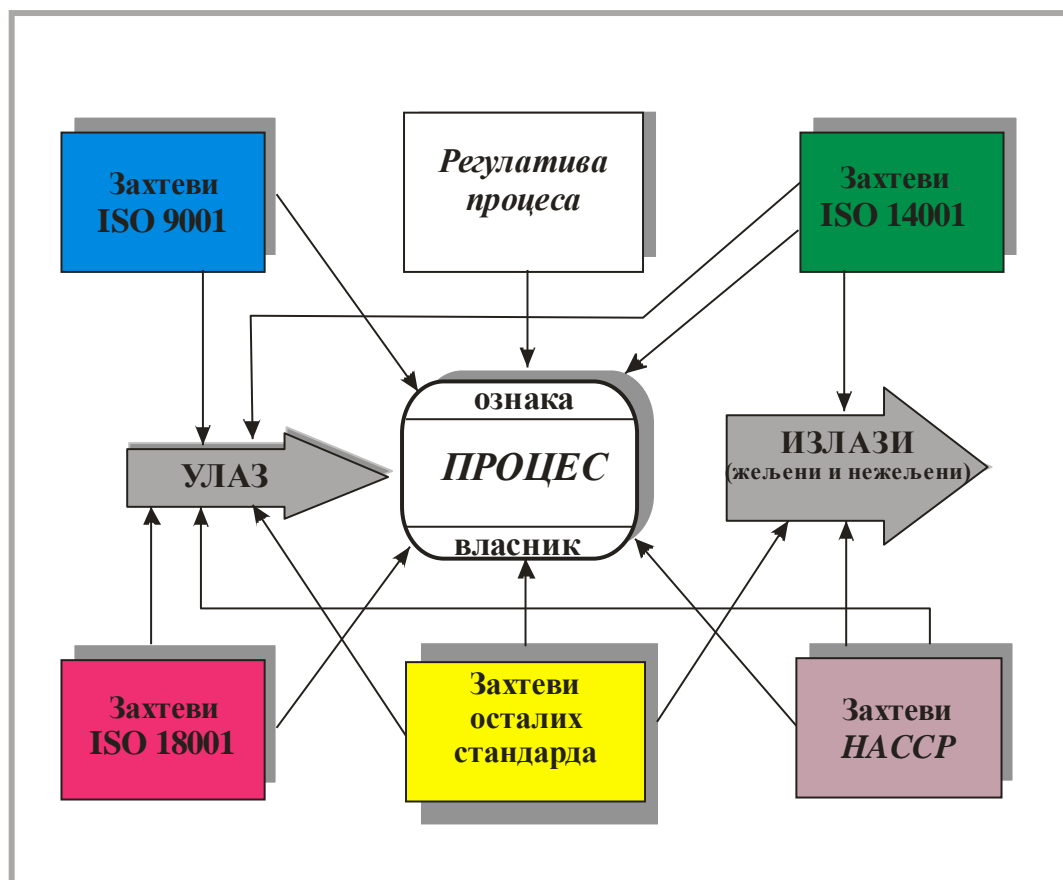 Захтеви
ISO 9001
Регулатива
процеса
Захтеви
ISO 14001
ознака
ПРОЦЕС
власник
УЛАЗ
ИЗЛАЗИ
(жељени и нежељени)
Захтеви
ISO 18001
Захтеви
осталих
стандарда
Захтеви
HACCP